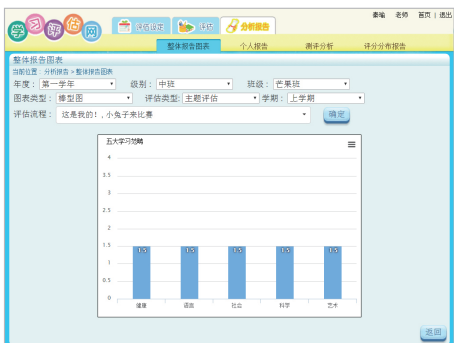 学习评估网
评估设定 评估 分析报告
秦瑜 老师 首页 | 退出
整体报告图表 个人报告 测评分析 评分分布报告
整体报告图表
当前位置：分析报告 > 整体报告图表
年度：第一学年 级别：中班 班级：芒果班
图表类型：棒型图 评估类型：主题评估 学期：上学期
评估流程：这是我的！，小兔子来比赛 确定
五大学习范畴
4
3.5
3
2.5
2
1.5
1
0.5
0
1.5 1.5 1.5 1.5 1.5
健康 语言 社会 科学 艺术
返回